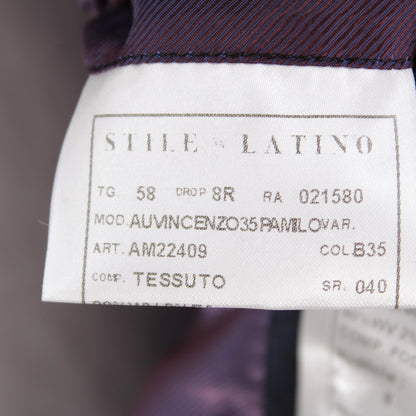 STILE LATINO
TG. 58 DROP 8R RA 021580
MOD. AUVINCENZO35PAMILOVAR.
ART. AM22409 COL B35
COMP. TESSUTO SR. 040